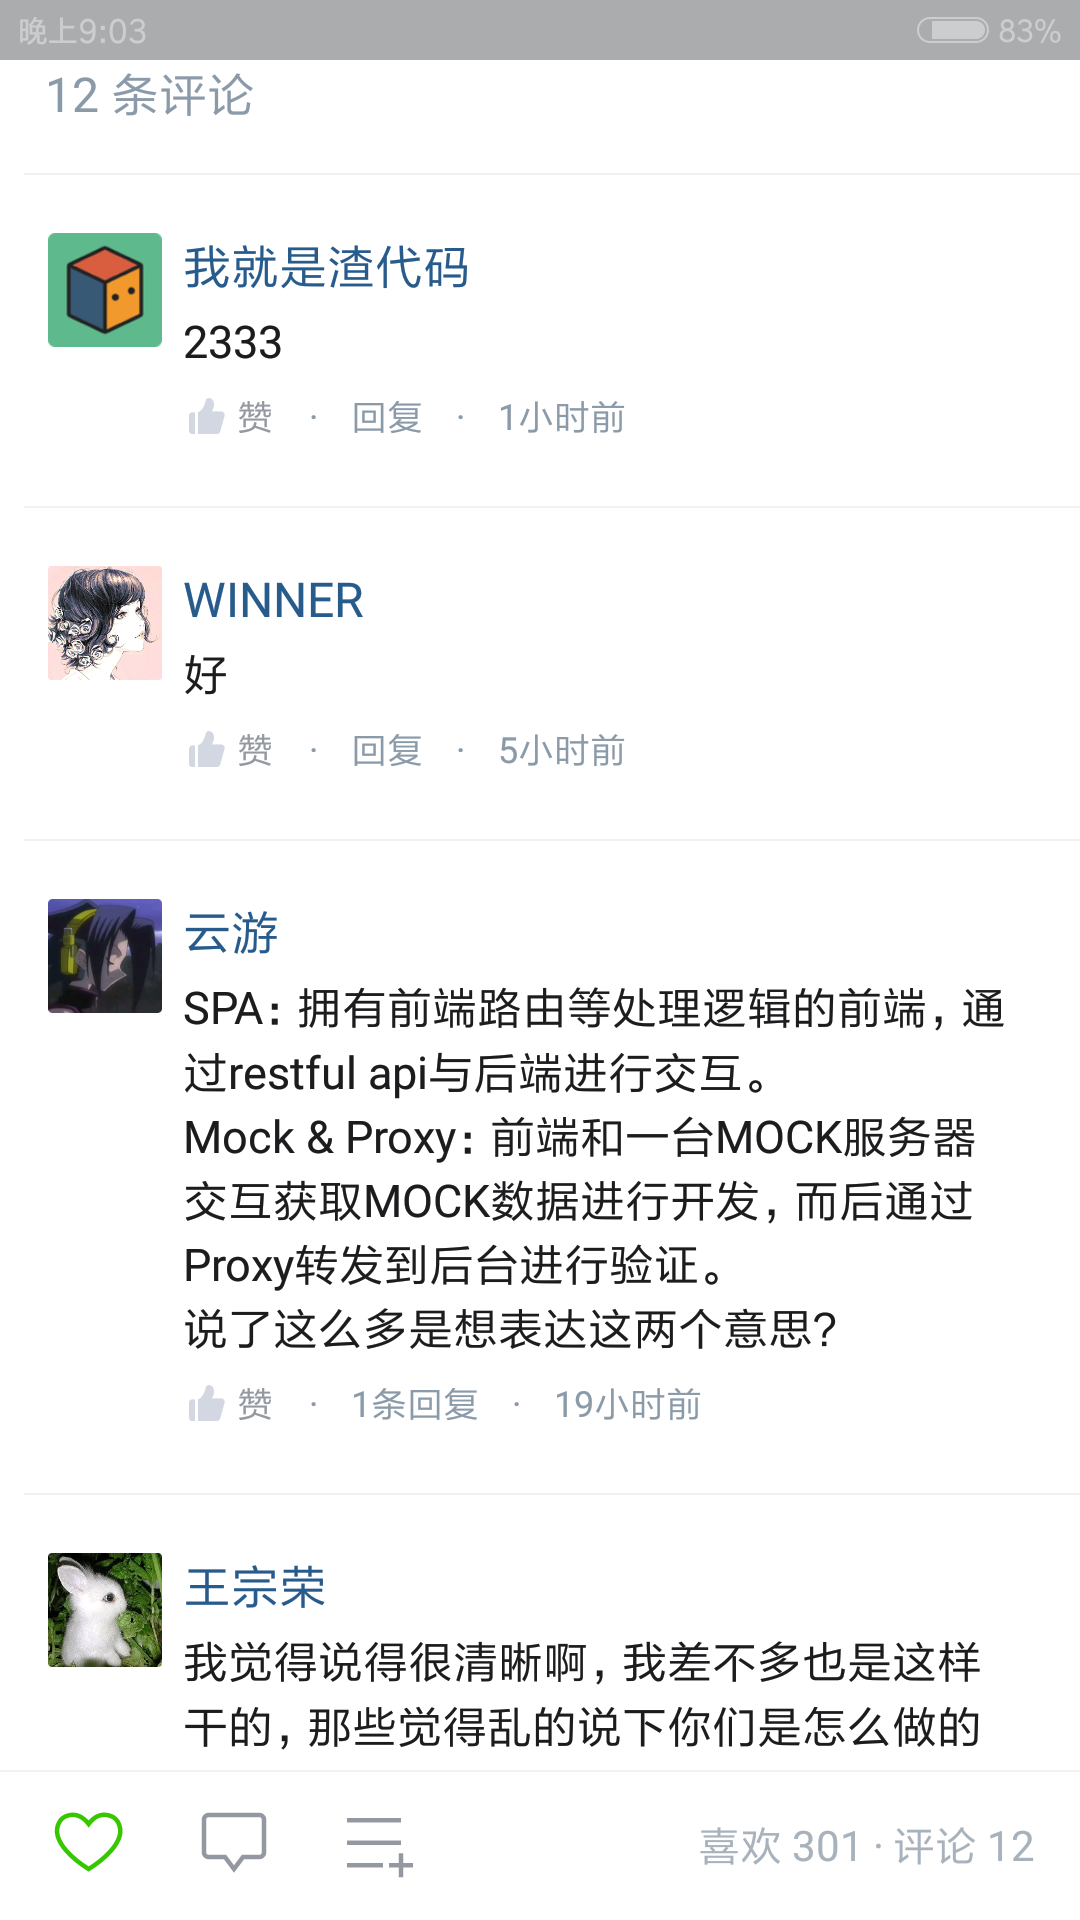 晚上9:03
83%
12 条评论
我就是渣代码
2333
赞 · 回复 · 1小时前
WINNER
好
赞 · 回复 · 5小时前
云游
SPA：拥有前端路由等处理逻辑的前端，通
过restful api与后端进行交互。
Mock & Proxy：前端和一台MOCK服务器
交互获取MOCK数据进行开发，而后通过
Proxy转发到后台进行验证。
说了这么多是想表达这两个意思？
赞 · 1条回复 · 19小时前
王宗荣
我觉得说得很清晰啊，我差不多也是这样
干的，那些觉得乱的说下你们是怎么做的
喜欢 301 · 评论 12